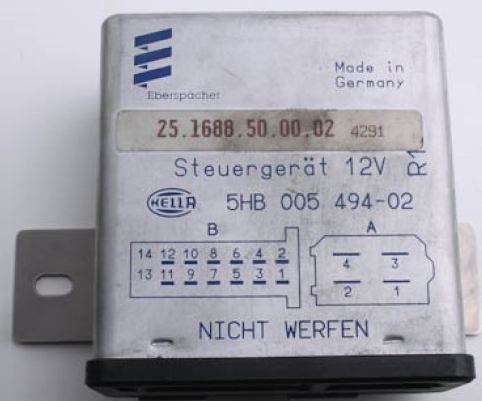 Eberspächer
Made in
Germany
25.1688.50.00.02 4291
Steuergerät 12V
HELLA 5HB 005 494-02
B
A
14 12 10 8 6 4 2
13 11 9 7 5 3 1
4 3
2 1
NICHT WERFEN